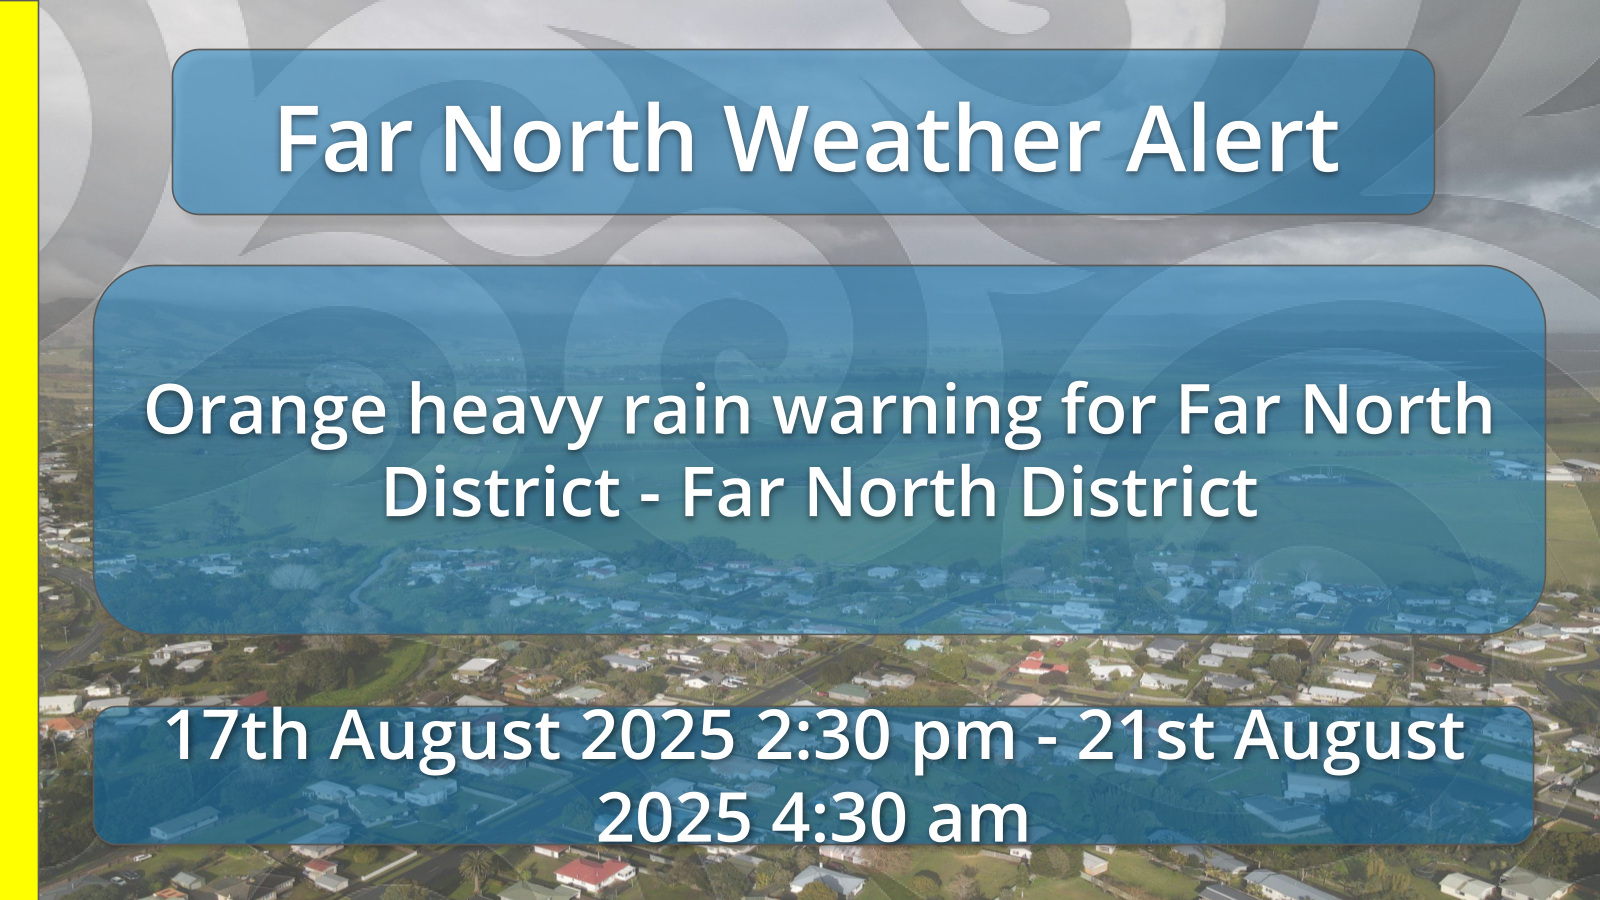 Far North Weather Alert
Orange heavy rain warning for Far North
District - Far North District
17th August 2025 2:30 pm - 21st August
2025 4:30 am